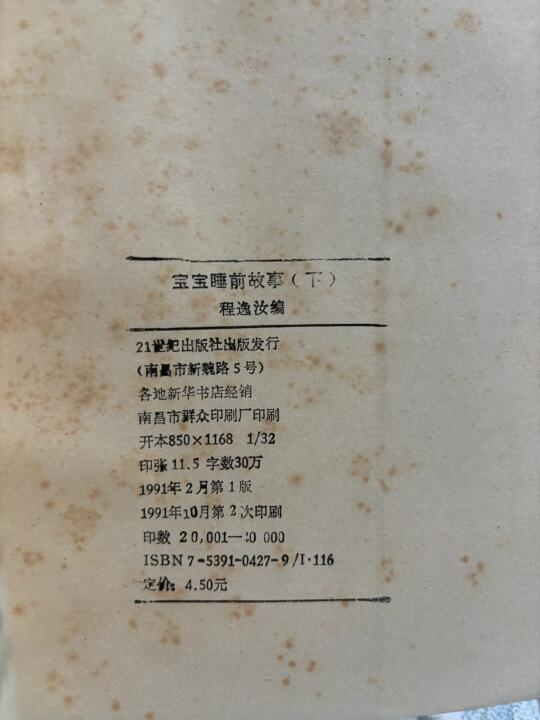 宝宝睡前故事（下）
程逸汝编
21世纪出版社出版发行
（南昌市新魏路5号）
各地新华书店经销
南昌市群众印刷厂印刷
开本850×1168 1/32
印张11.5 字数30万
1991年2月第1版
1991年10月第2次印刷
印数 20,001— 0 000
ISBN 7-5391-0427-9/I·116
定价：4.50元